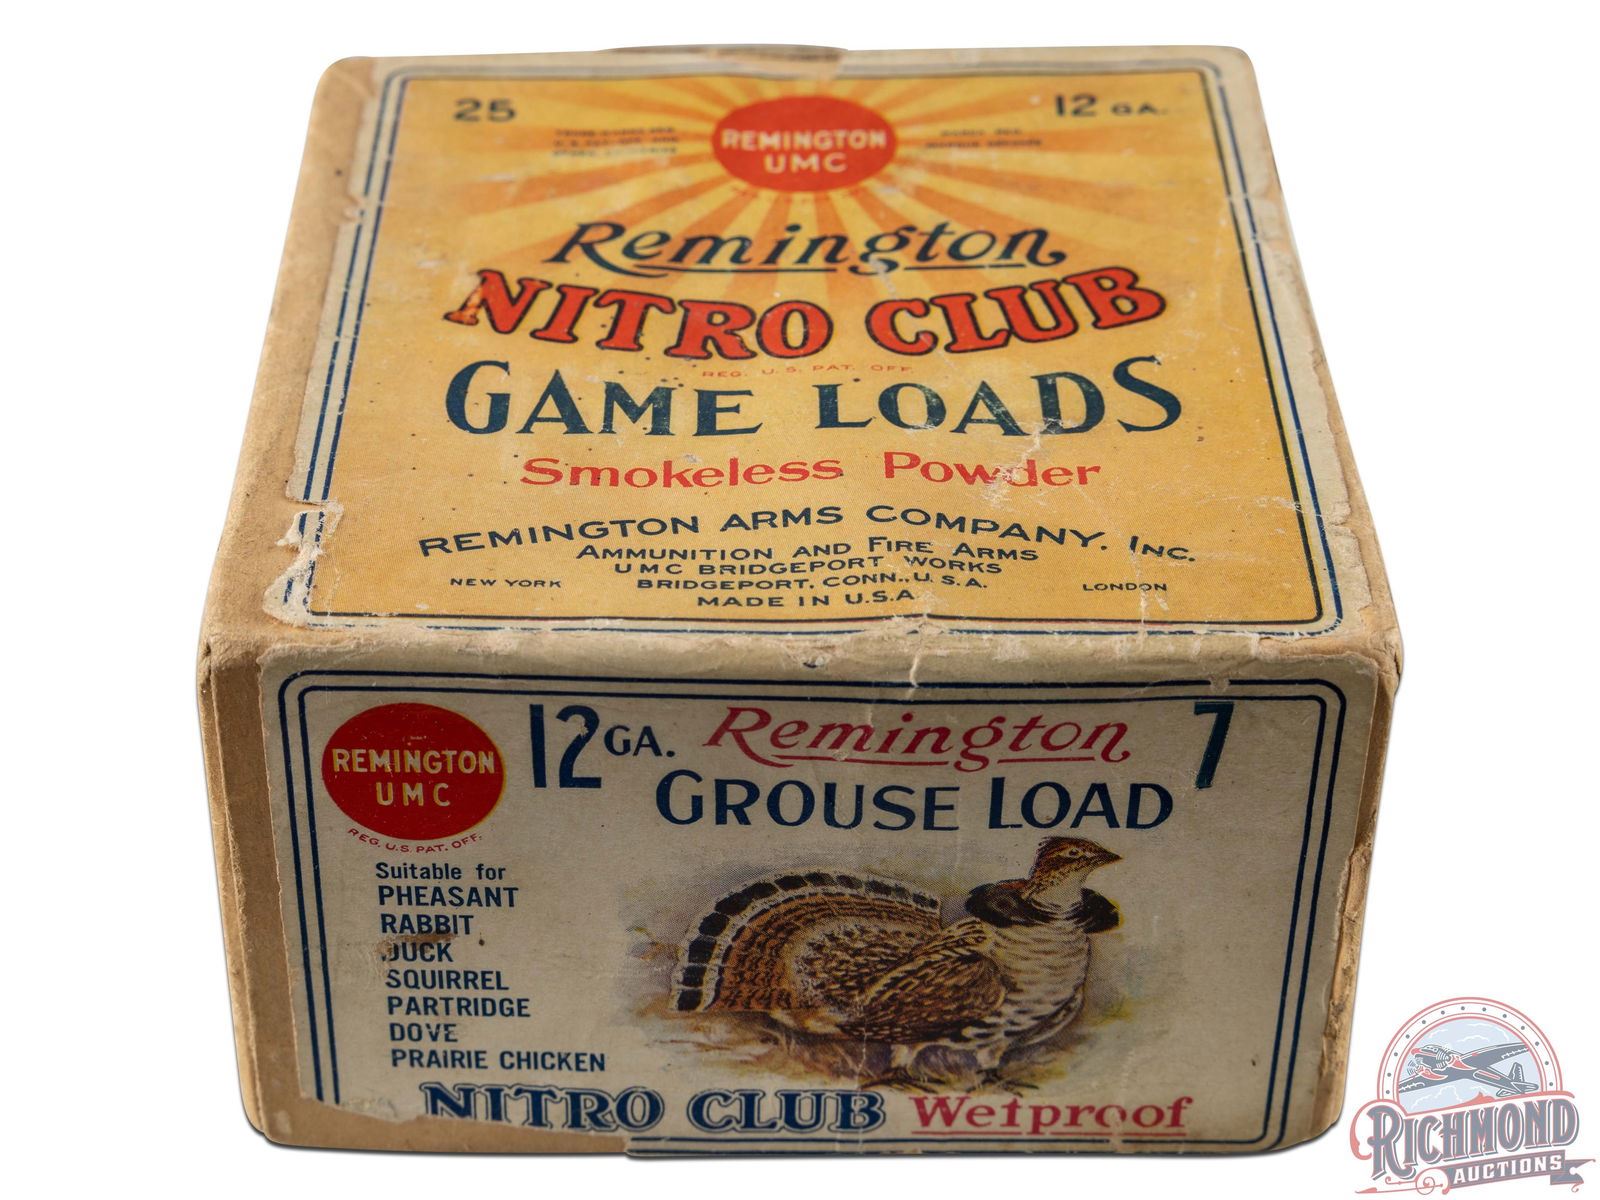 25
12 GA.
REMINGTON
UMC
Remington
NITRO CLUB
REG. U.S. PAT. OFF.
GAME LOADS
Smokeless Powder
REMINGTON ARMS COMPANY, INC.
AMMUNITION AND FIRE ARMS
UMC BRIDGEPORT WORKS
NEW YORK BRIDGEPORT, CONN., U.S.A. LONDON
MADE IN U.S.A.
REMINGTON
UMC
REG. U.S. PAT. OFF.
12 GA. Remington 7
GROUSE LOAD
Suitable for
PHEASANT
RABBIT
DUCK
SQUIRREL
PARTRIDGE
DOVE
PRAIRIE CHICKEN
NITRO CLUB Wetproof
RICHMOND
AUCTIONS